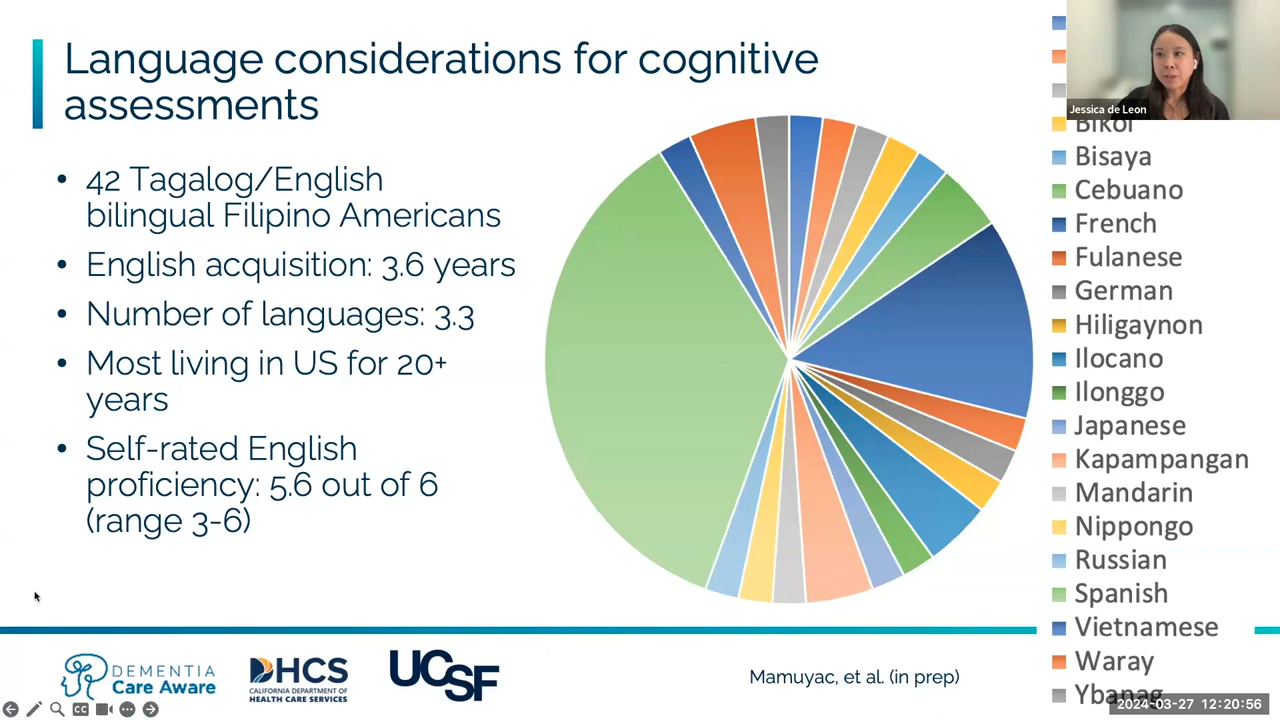 Language considerations for cognitive
assessments
• 42 Tagalog/English
bilingual Filipino Americans
• English acquisition: 3.6 years
• Number of languages: 3.3
• Most living in US for 20+
years
• Self-rated English
proficiency: 5.6 out of 6
(range 3-6)
Jessica de Leon
Bikol
Bisaya
Cebuano
French
Fulanese
German
Hiligaynon
Ilocano
Ilonggo
Japanese
Kapampangan
Mandarin
Nippongo
Russian
Spanish
Vietnamese
Waray
Ybanag
DEMENTIA
Care Aware
DHCS
CALIFORNIA DEPARTMENT OF
HEALTH CARE SERVICES
UCSF
Mamuyac, et al. (in prep)
CC
2024-03-27 12:20:56